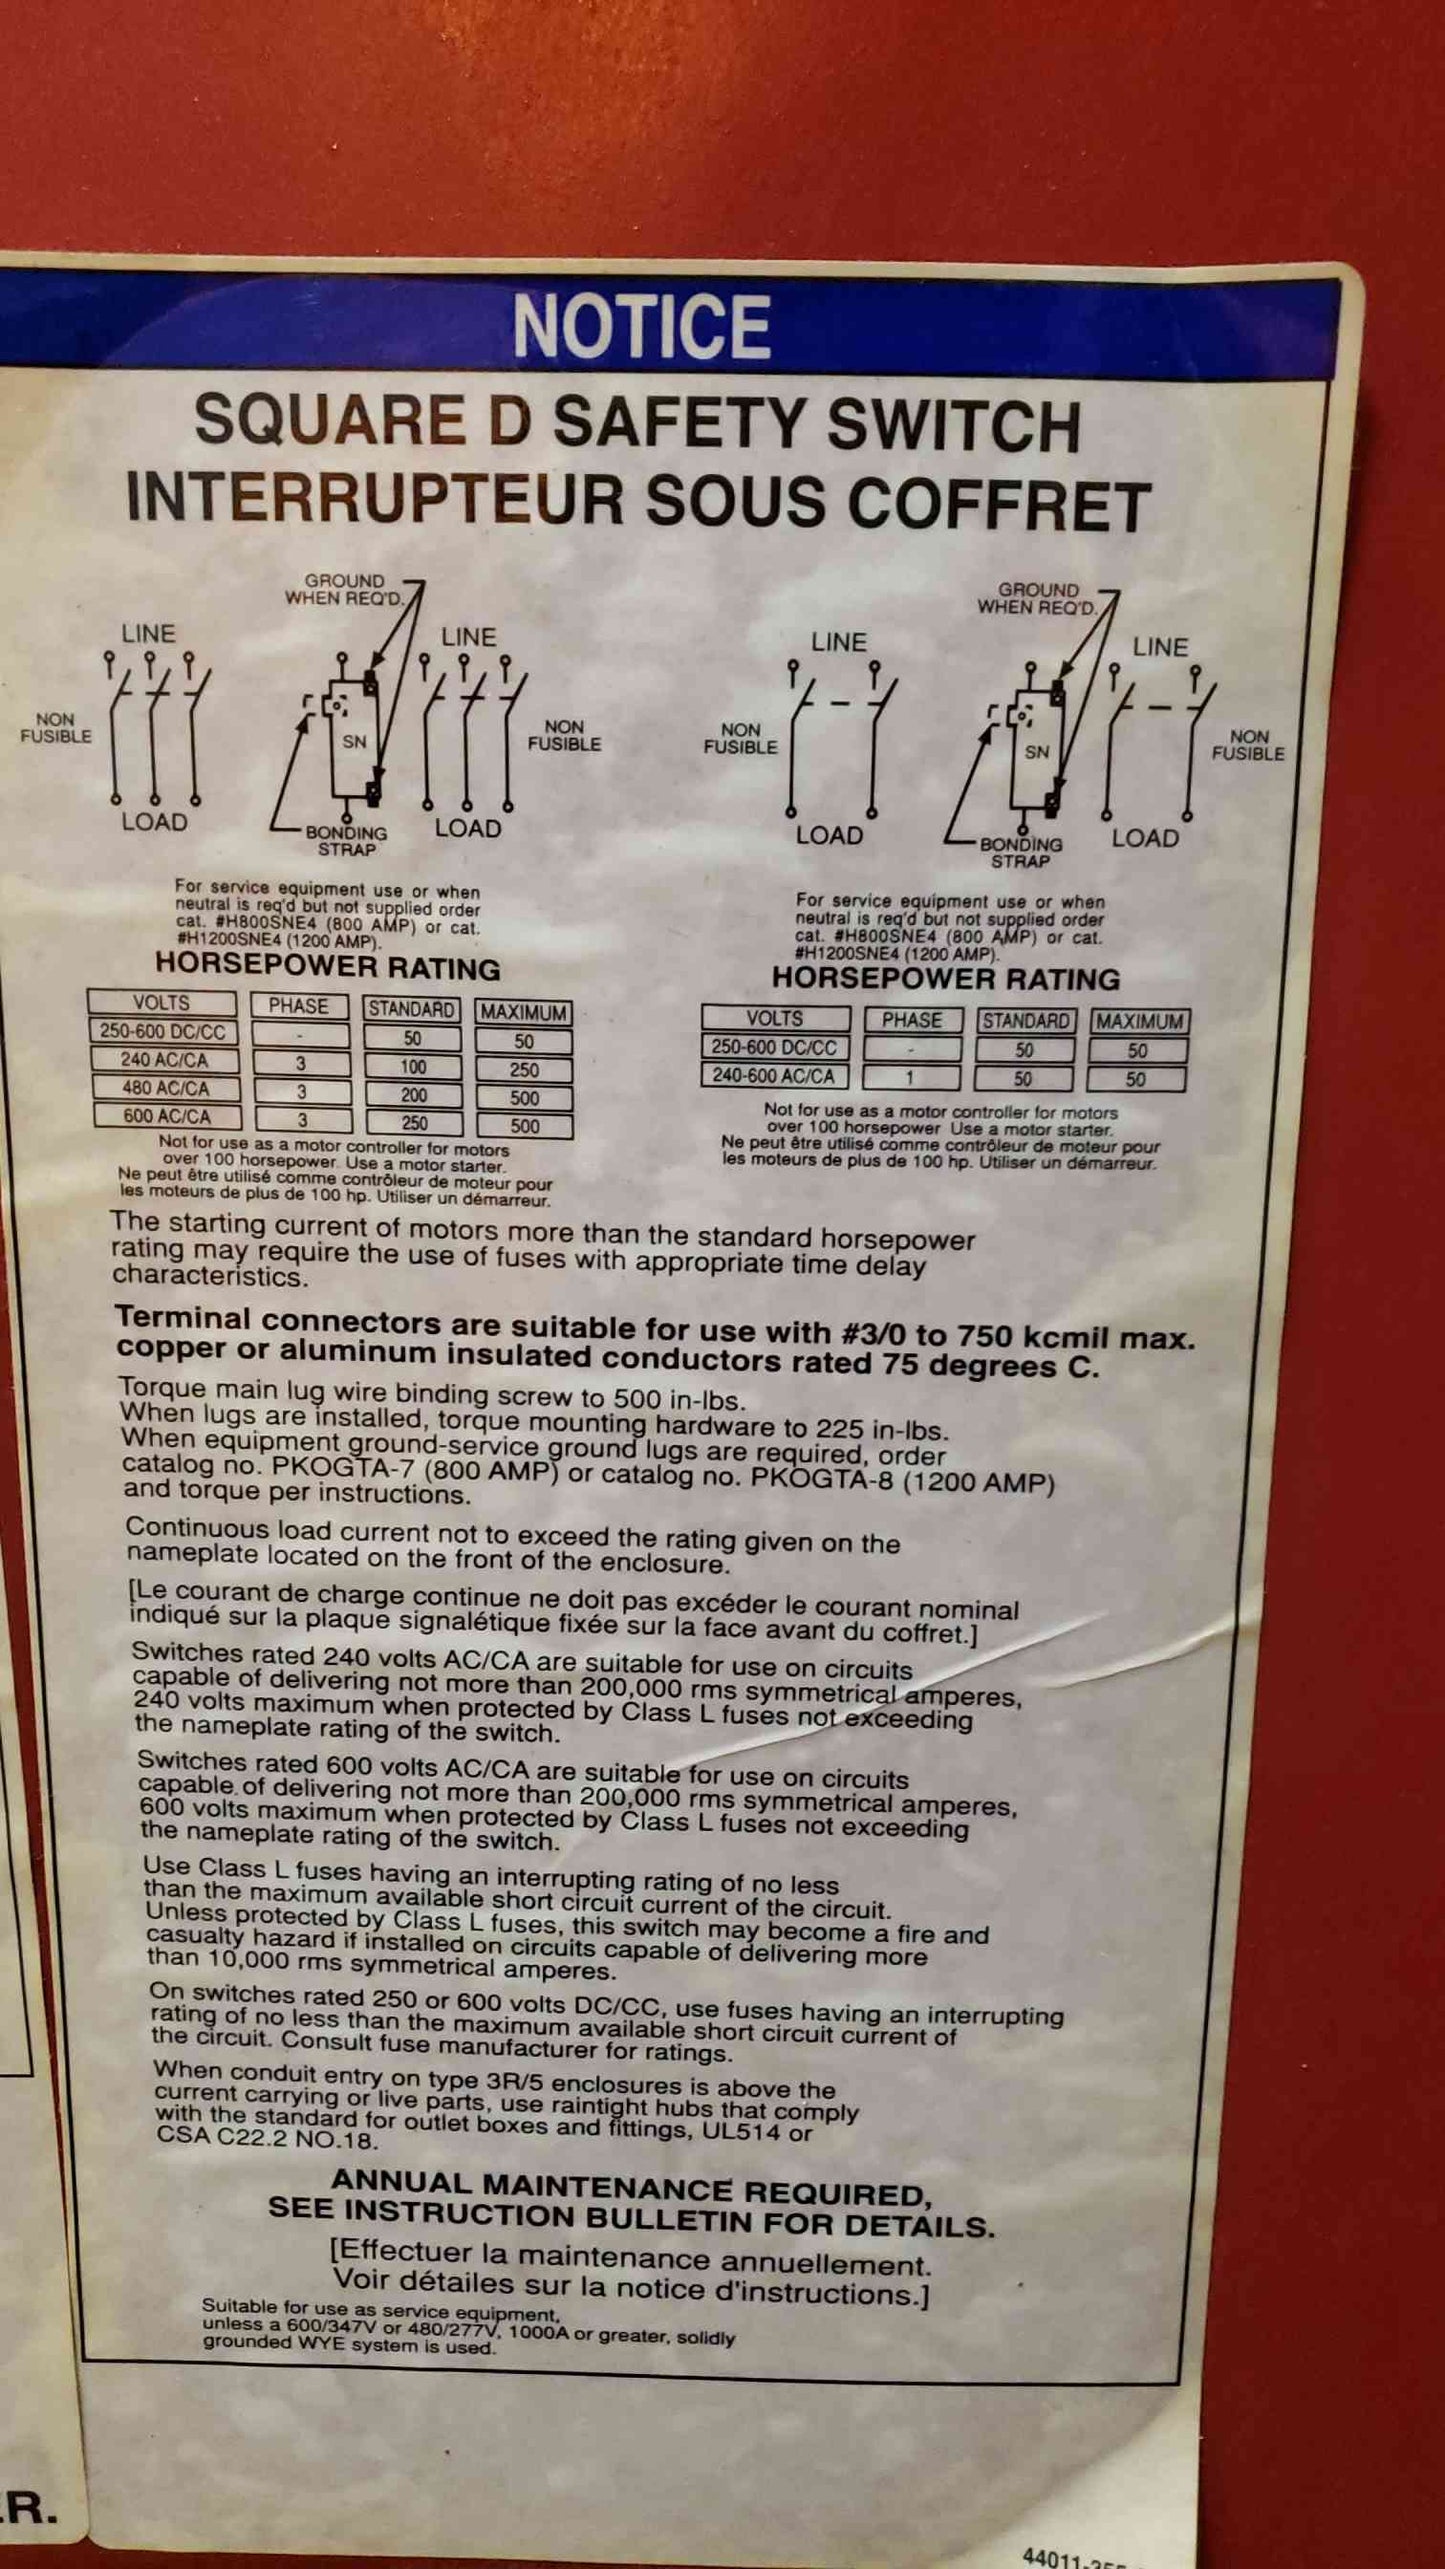 NOTICE
SQUARE D SAFETY SWITCH
INTERRUPTEUR SOUS COFFRET
GROUND
WHEN REQ'D.
LINE
LINE
NON
FUSIBLE
SN
NON
FUSIBLE
LOAD
BONDING
STRAP
LOAD
GROUND
WHEN REQ'D.
LINE
LINE
NON
FUSIBLE
SN
NON
FUSIBLE
LOAD
BONDING
STRAP
LOAD
For service equipment use or when
neutral is req'd but not supplied order
cat. #H800SNE4 (800 AMP) or cat.
#H1200SNE4 (1200 AMP).
HORSEPOWER RATING
VOLTS PHASE STANDARD MAXIMUM
250-600 DC/CC - 50 50
240 AC/CA 3 100 250
480 AC/CA 3 200 500
600 AC/CA 3 250 500
Not for use as a motor controller for motors
over 100 horsepower. Use a motor starter.
Ne peut être utilisé comme contrôleur de moteur pour
les moteurs de plus de 100 hp. Utiliser un démarreur.
For service equipment use or when
neutral is req'd but not supplied order
cat. #H800SNE4 (800 AMP) or cat.
#H1200SNE4 (1200 AMP).
HORSEPOWER RATING
VOLTS PHASE STANDARD MAXIMUM
250-600 DC/CC - 50 50
240-600 AC/CA 1 50 50
Not for use as a motor controller for motors
over 100 horsepower Use a motor starter.
Ne peut être utilisé comme contrôleur de moteur pour
les moteurs de plus de 100 hp. Utiliser un démarreur.
The starting current of motors more than the standard horsepower
rating may require the use of fuses with appropriate time delay
characteristics.
Terminal connectors are suitable for use with #3/0 to 750 kcmil max.
copper or aluminum insulated conductors rated 75 degrees C.
Torque main lug wire binding screw to 500 in-lbs.
When lugs are installed, torque mounting hardware to 225 in-lbs.
When equipment ground-service ground lugs are required, order
catalog no. PKOGTA-7 (800 AMP) or catalog no. PKOGTA-8 (1200 AMP)
and torque per instructions.
Continuous load current not to exceed the rating given on the
nameplate located on the front of the enclosure.
[Le courant de charge continue ne doit pas excéder le courant nominal
indiqué sur la plaque signalétique fixée sur la face avant du coffret.]
Switches rated 240 volts AC/CA are suitable for use on circuits
capable of delivering not more than 200,000 rms symmetrical amperes,
240 volts maximum when protected by Class L fuses not exceeding
the nameplate rating of the switch.
Switches rated 600 volts AC/CA are suitable for use on circuits
capable of delivering not more than 200,000 rms symmetrical amperes,
600 volts maximum when protected by Class L fuses not exceeding
the nameplate rating of the switch.
Use Class L fuses having an interrupting rating of no less
than the maximum available short circuit current of the circuit.
Unless protected by Class L fuses, this switch may become a fire and
casualty hazard if installed on circuits capable of delivering more
than 10,000 rms symmetrical amperes.
On switches rated 250 or 600 volts DC/CC, use fuses having an interrupting
rating of no less than the maximum available short circuit current of
the circuit. Consult fuse manufacturer for ratings.
When conduit entry on type 3R/5 enclosures is above the
current carrying or live parts, use raintight hubs that comply
with the standard for outlet boxes and fittings, UL514 or
CSA C22.2 NO.18.
ANNUAL MAINTENANCE REQUIRED,
SEE INSTRUCTION BULLETIN FOR DETAILS.
[Effectuer la maintenance annuellement.
Voir détailes sur la notice d'instructions.]
Suitable for use as service equipment,
unless a 600/347V or 480/277V, 1000A or greater, solidly
grounded WYE system is used.
R.